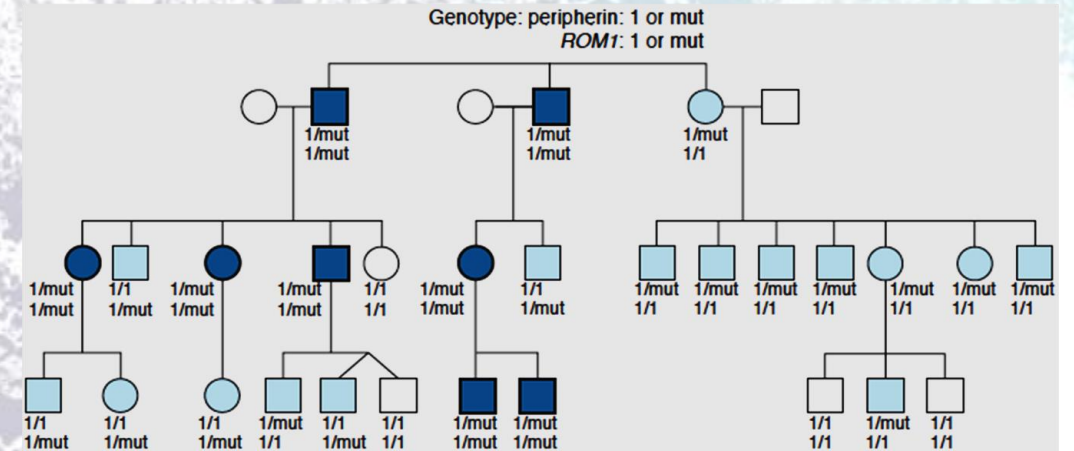 Genotype: peripherin: 1 or mut
ROM1: 1 or mut
1/mut 1/mut 1/mut
1/mut 1/mut 1/1
1/mut 1/1 1/mut 1/mut 1/1 1/mut 1/1 1/mut 1/mut 1/mut 1/mut 1/mut 1/mut 1/mut
1/mut 1/mut 1/mut 1/mut 1/1 1/mut 1/mut 1/1 1/1 1/1 1/1 1/1 1/1 1/1
1/1 1/1 1/1 1/mut 1/1 1/1 1/mut 1/mut 1/1 1/mut 1/1
1/mut 1/mut 1/mut 1/1 1/mut 1/1 1/mut 1/mut 1/1 1/1 1/1